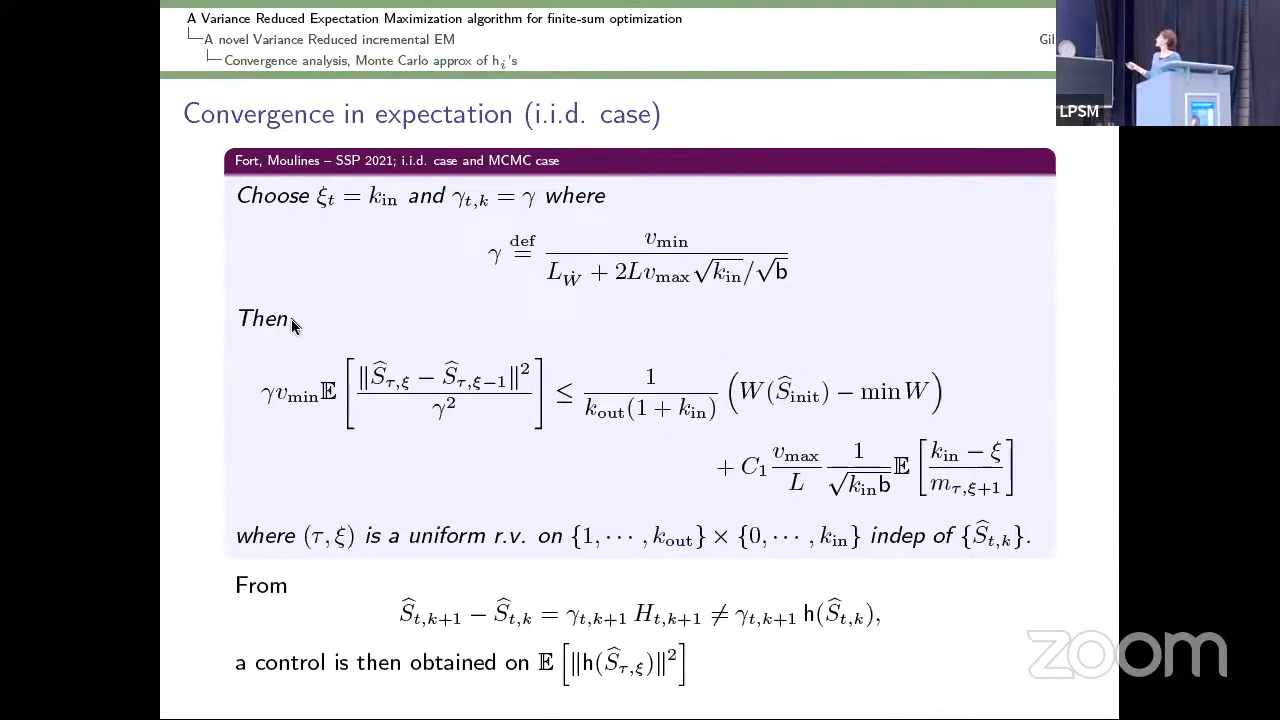 A Variance Reduced Expectation Maximization algorithm for finite-sum optimization
A novel Variance Reduced incremental EM
Gil
Convergence analysis, Monte Carlo approx of h_i's
Convergence in expectation (i.i.d. case)
LPSM
Fort, Moulines – SSP 2021; i.i.d. case and MCMC case
Choose ξ_t = k_in and γ_{t,k} = γ where
γ def= v_min / (L_Ẇ + 2Lv_max √k_in/√b)
Then
γv_min 𝔼[‖Ŝ_{τ,ξ} − Ŝ_{τ,ξ−1}‖² / γ²] ≤ 1 / (k_out(1 + k_in)) (W(Ŝ_init) − min W)
+ C_1 (v_max / L) (1 / √(k_in b)) 𝔼[(k_in − ξ) / m_{τ,ξ+1}]
where (τ, ξ) is a uniform r.v. on {1, ⋯, k_out} × {0, ⋯, k_in} indep of {Ŝ_{t,k}}.
From
Ŝ_{t,k+1} − Ŝ_{t,k} = γ_{t,k+1} H_{t,k+1} ≠ γ_{t,k+1} h(Ŝ_{t,k}),
a control is then obtained on 𝔼[‖h(Ŝ_{τ,ξ})‖²]
zoom